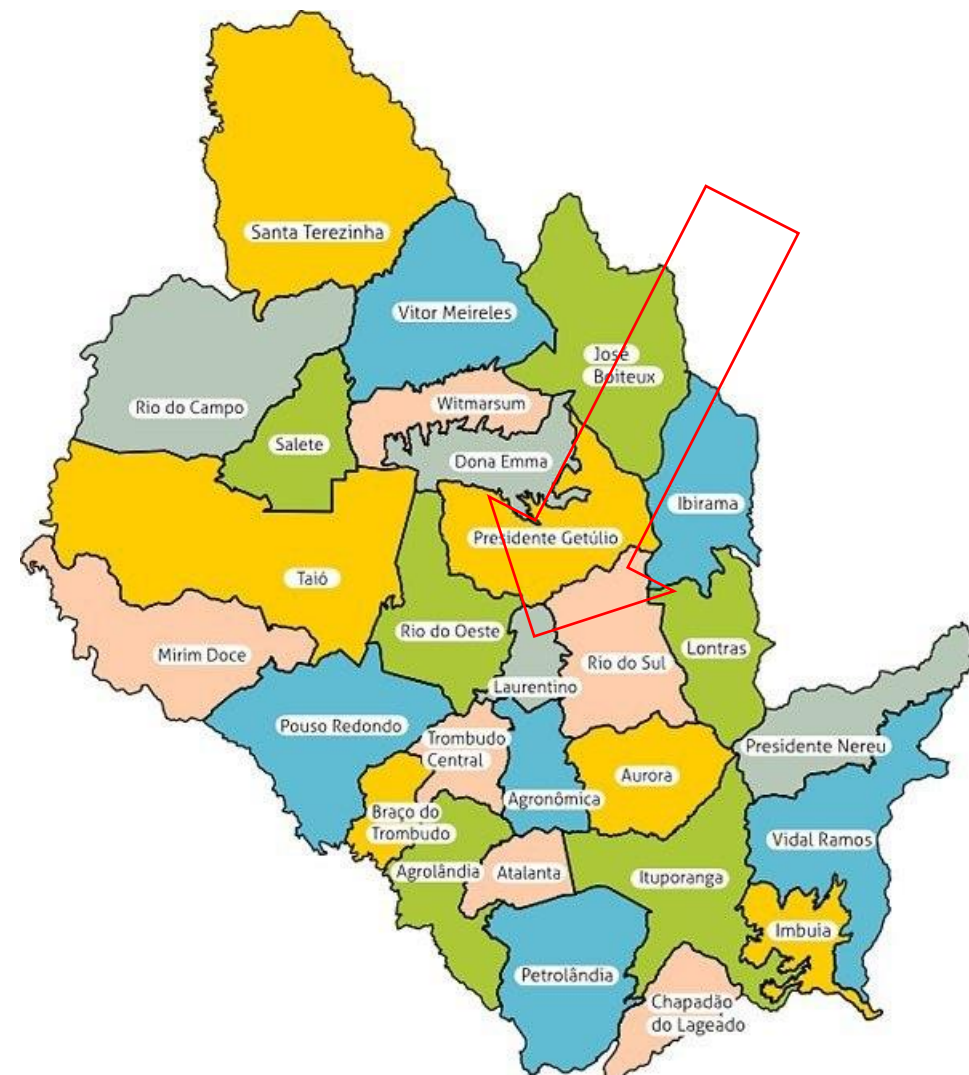 Santa Terezinha
Vitor Meireles
José
Boiteux
Rio do Campo
Witmarsum
Salete
Dona Emma
Ibirama
Presidente Getúlio
Taió
Rio do Oeste
Mirim Doce
Lontras
Rio do Sul
Laurentino
Pouso Redondo
Trombudo
Central
Presidente Nereu
Aurora
Agronômica
Braço do
Trombudo
Vidal Ramos
Agrolândia
Atalanta
Ituporanga
Imbuia
Petrolândia
Chapadão
do Lageado